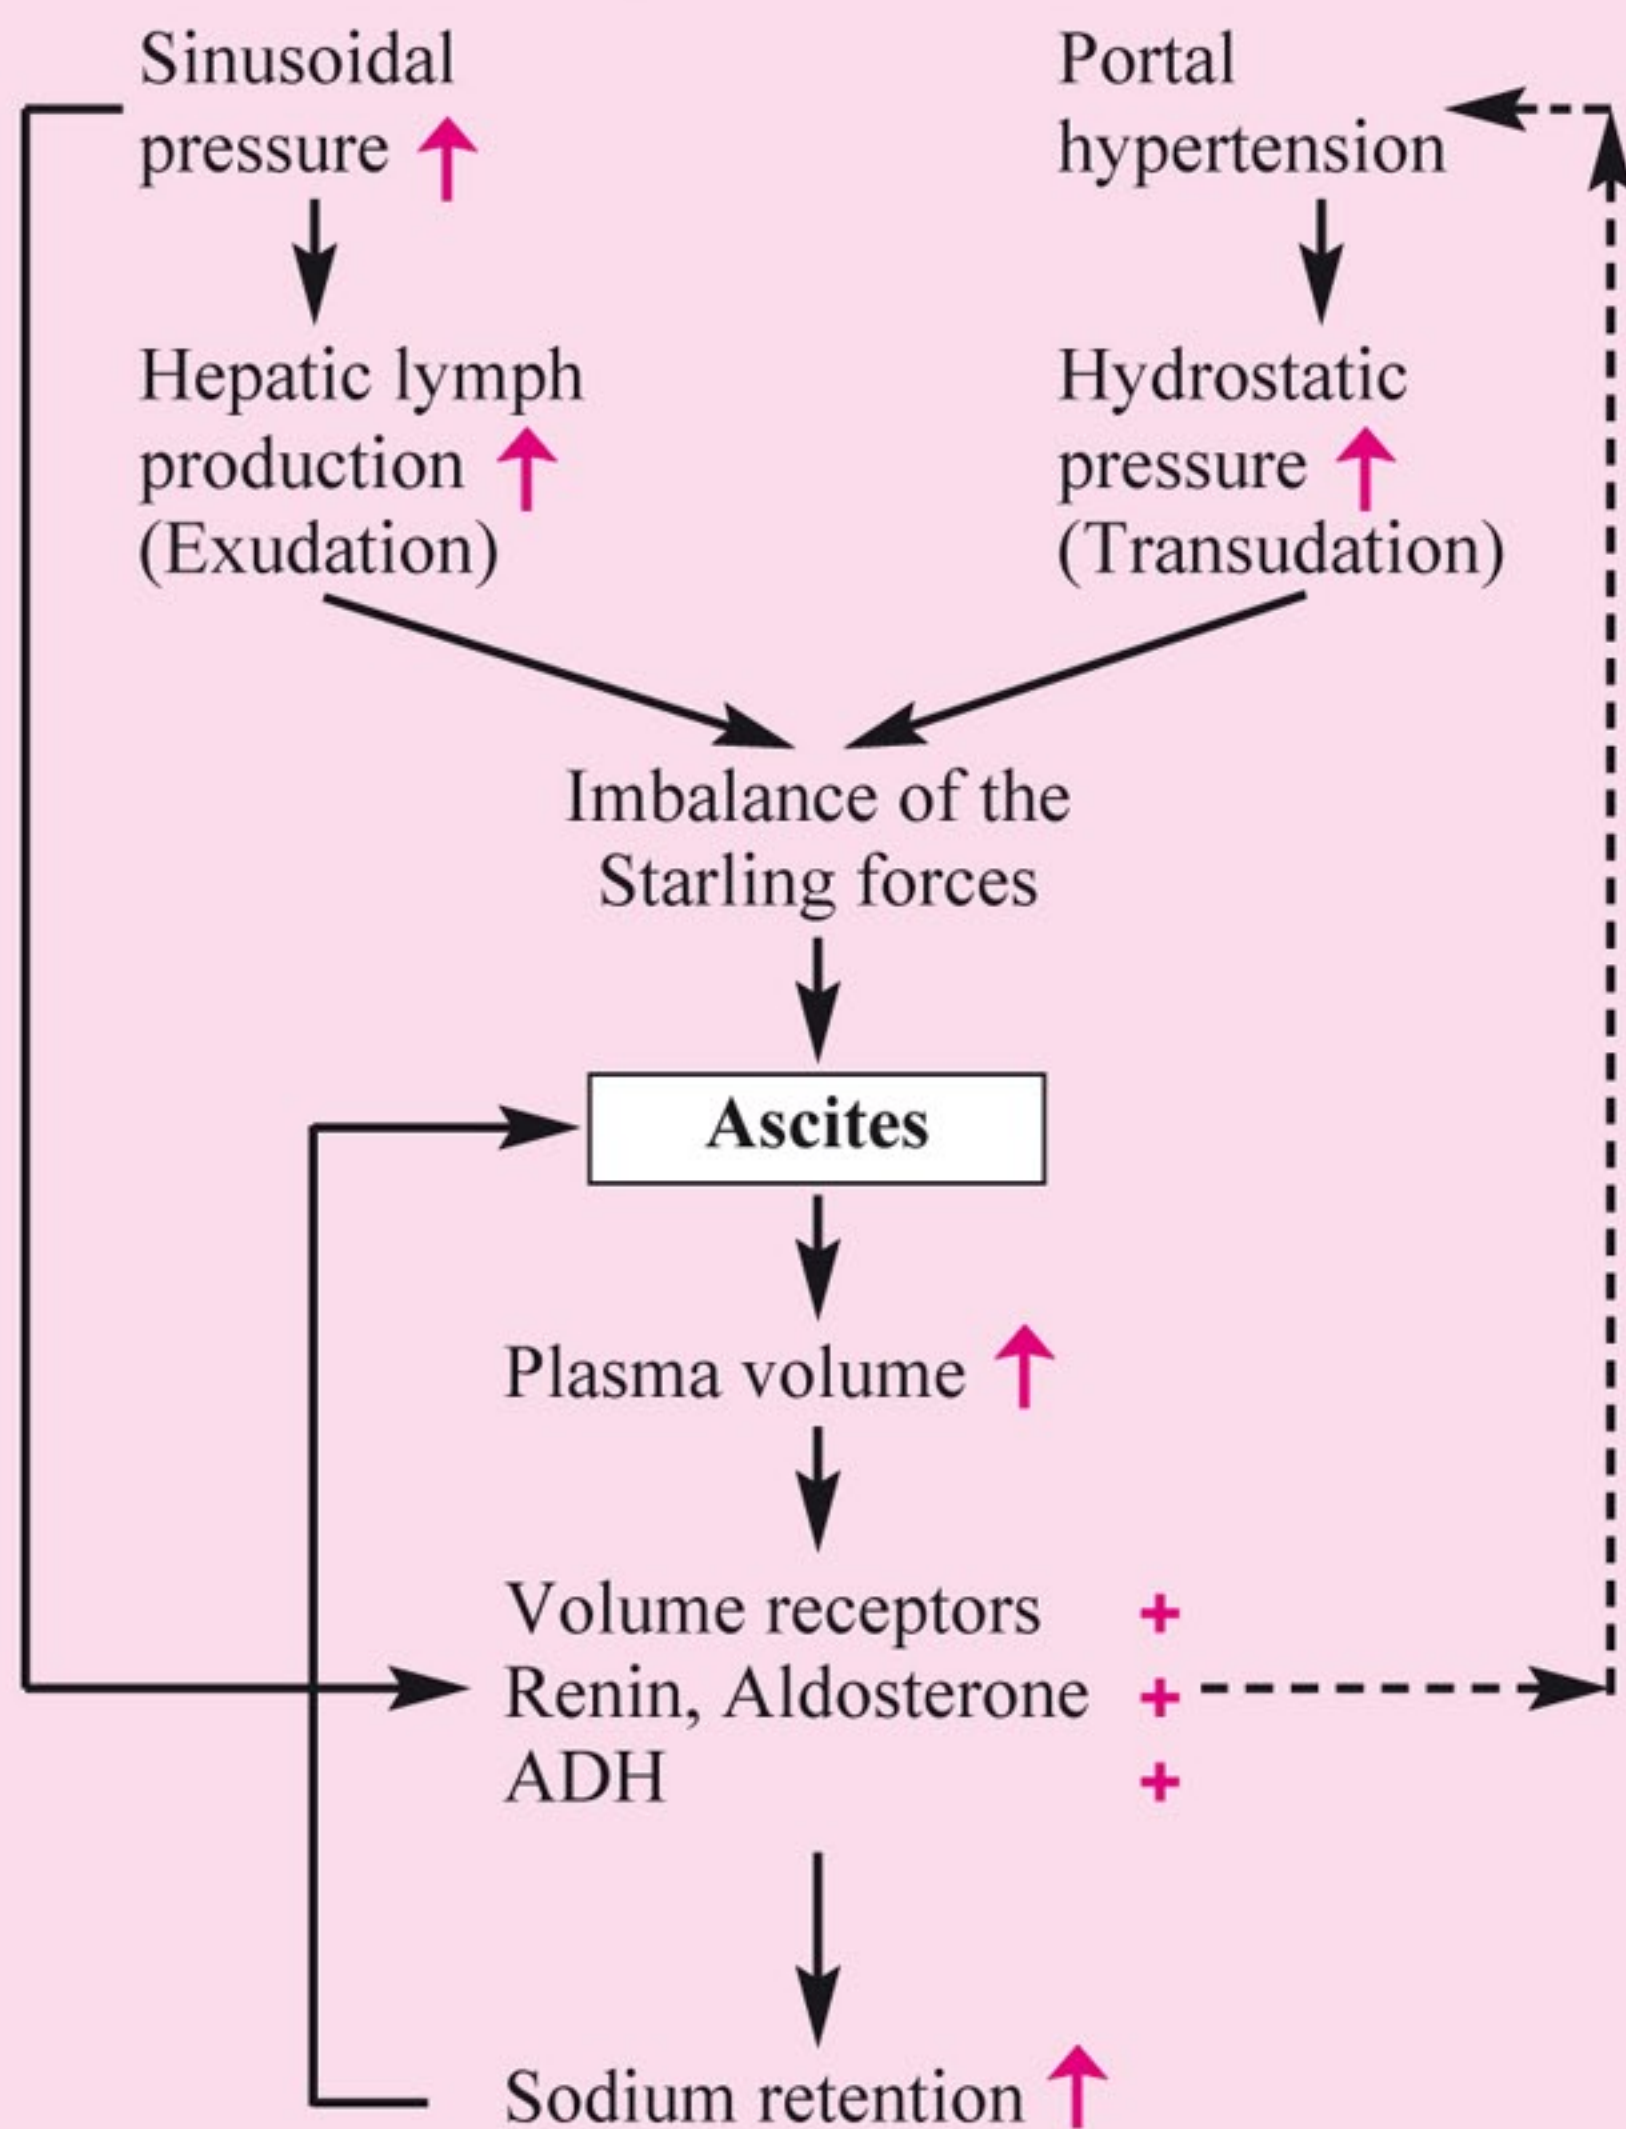 Sinusoidal
pressure ↑
Portal
hypertension
Hepatic lymph
production ↑
(Exudation)
Hydrostatic
pressure ↑
(Transudation)
Imbalance of the
Starling forces
Ascites
Plasma volume ↑
Volume receptors +
Renin, Aldosterone +
ADH +
Sodium retention ↑